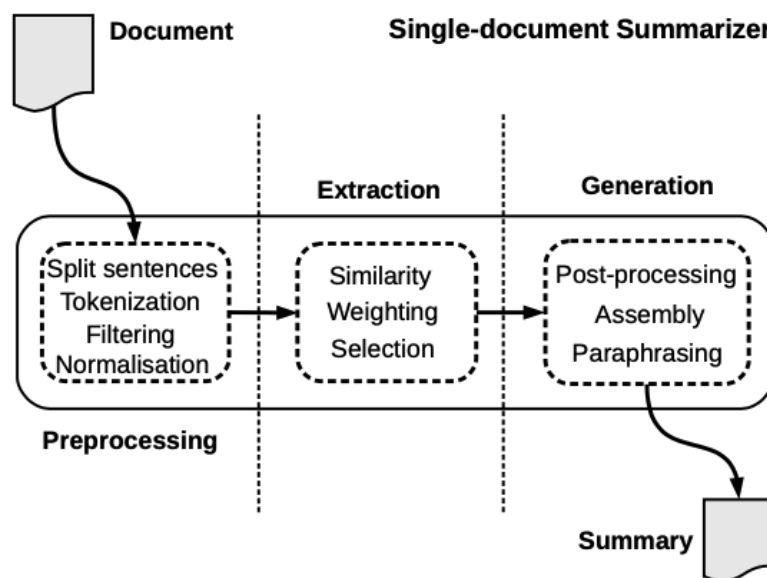 Document
Single-document Summarizer
Extraction
Generation
Split sentences
Tokenization
Filtering
Normalisation
Similarity
Weighting
Selection
Post-processing
Assembly
Paraphrasing
Preprocessing
Summary